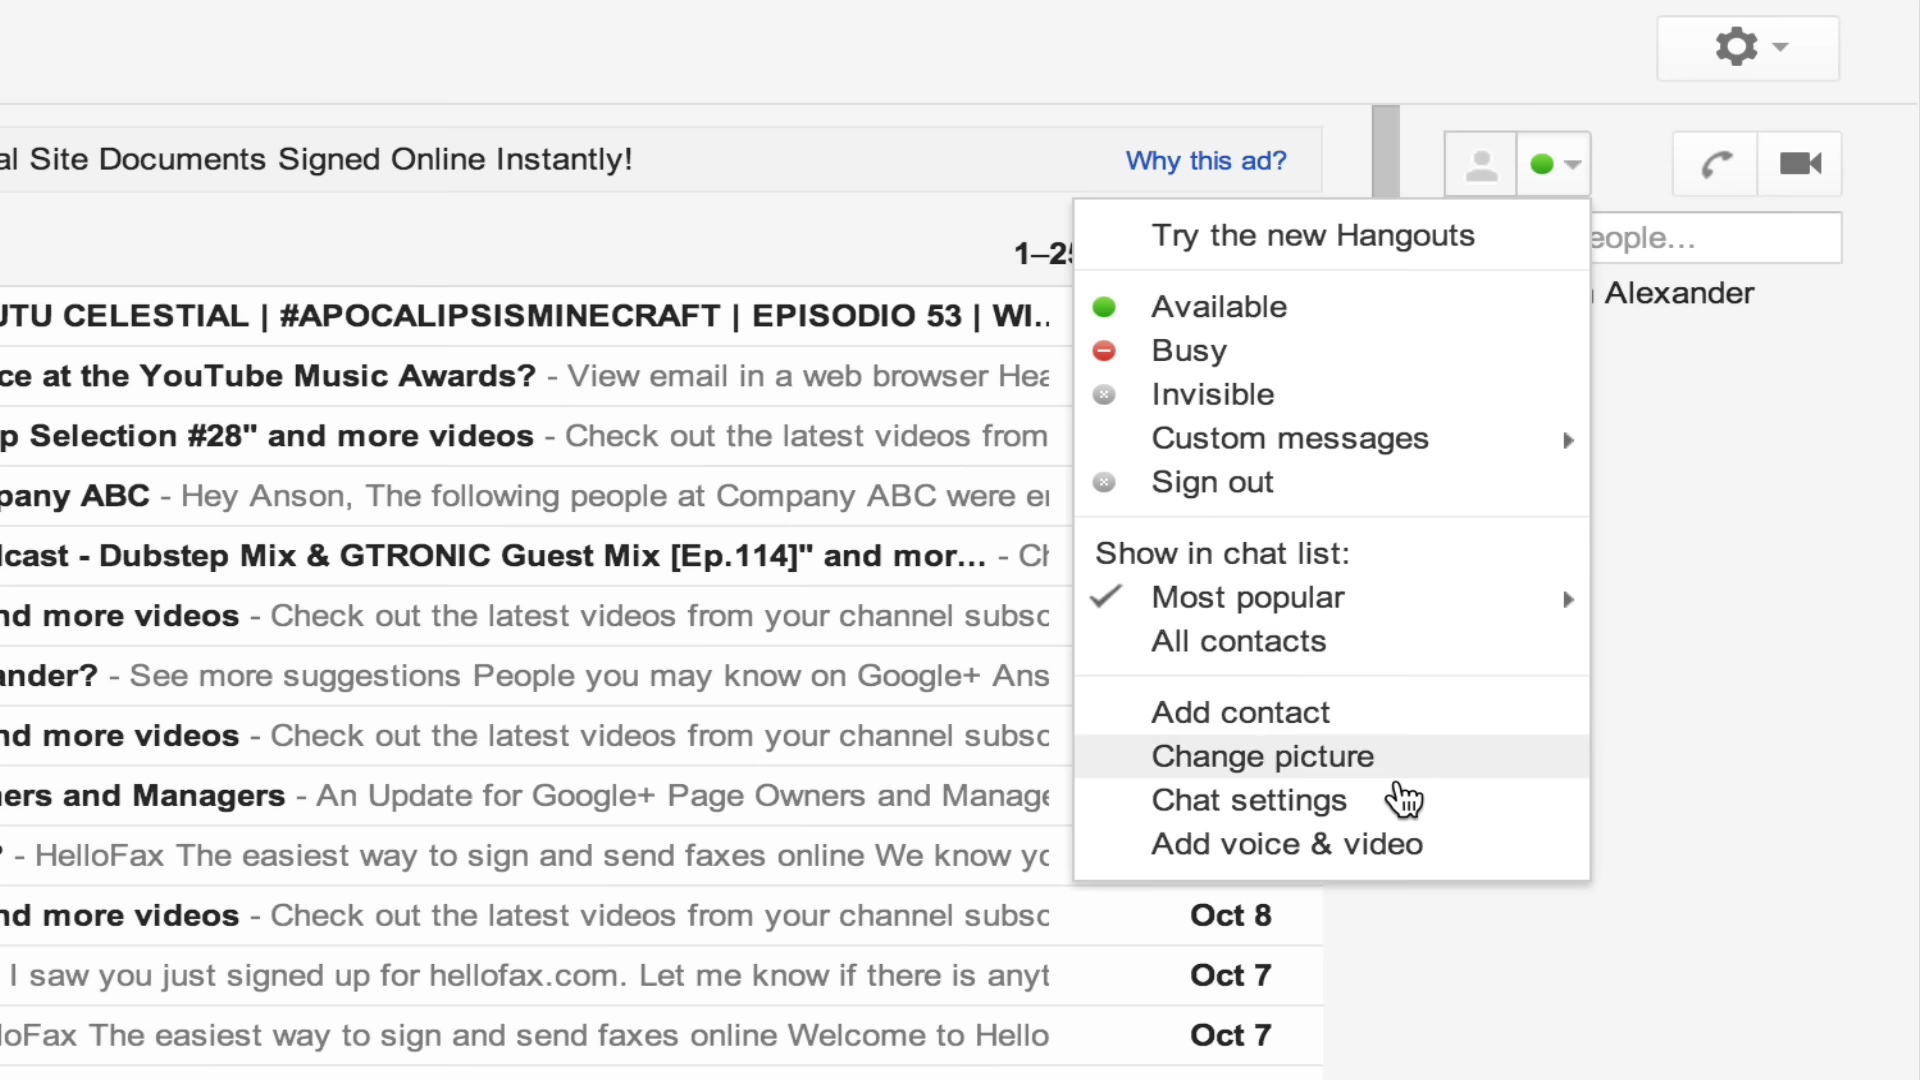 al Site Documents Signed Online Instantly!
Why this ad?
1–25
eople...
Alexander
Try the new Hangouts
Available
Busy
Invisible
Custom messages
Sign out
Show in chat list:
Most popular
All contacts
Add contact
Change picture
Chat settings
Add voice & video
UTU CELESTIAL | #APOCALIPSISMINECRAFT | EPISODIO 53 | WI..
ce at the YouTube Music Awards? - View email in a web browser Hea
p Selection #28" and more videos - Check out the latest videos from
pany ABC - Hey Anson, The following people at Company ABC were er
lcast - Dubstep Mix & GTRONIC Guest Mix [Ep.114]" and mor... - Ch
nd more videos - Check out the latest videos from your channel subsc
ander? - See more suggestions People you may know on Google+ Ans
nd more videos - Check out the latest videos from your channel subsc
ners and Managers - An Update for Google+ Page Owners and Manage
? - HelloFax The easiest way to sign and send faxes online We know yo
nd more videos - Check out the latest videos from your channel subsc Oct 8
I saw you just signed up for hellofax.com. Let me know if there is anyt Oct 7
loFax The easiest way to sign and send faxes online Welcome to Hello Oct 7